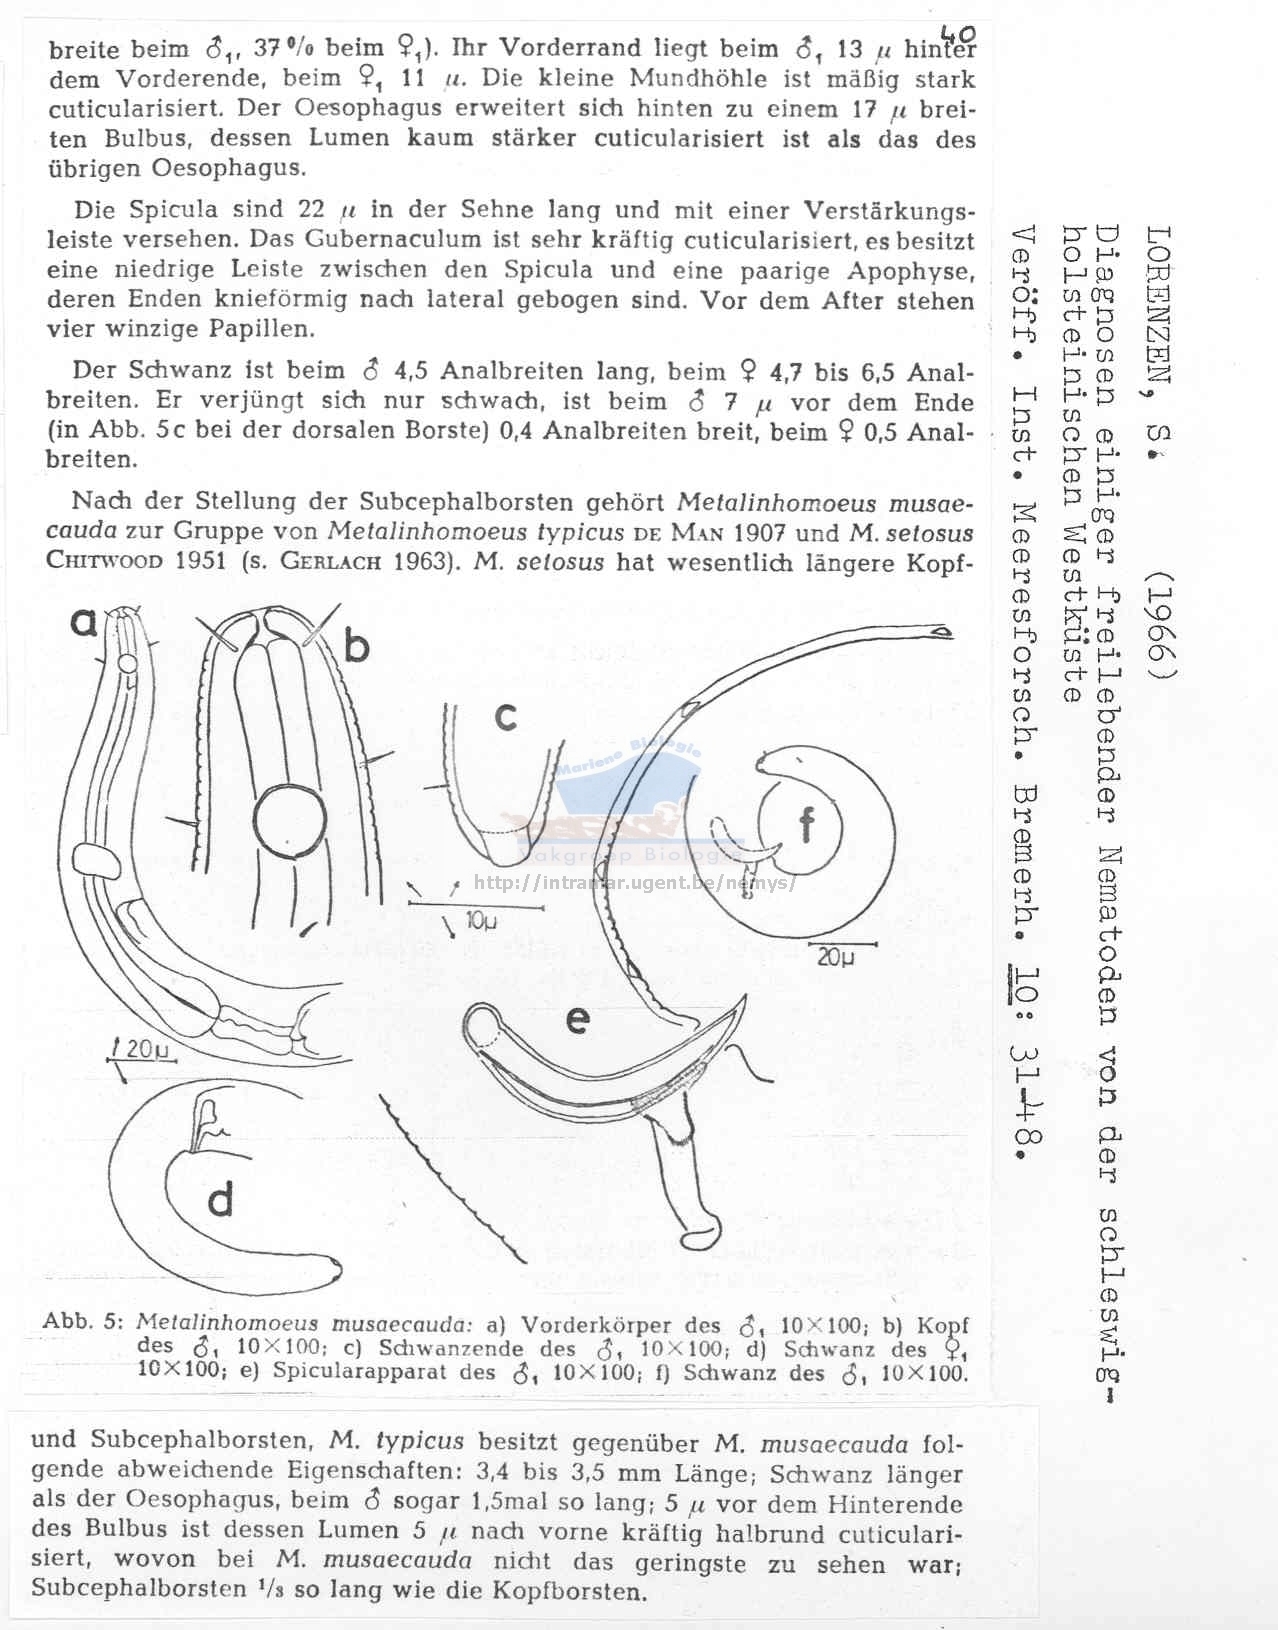 40
breite beim ♂₁, 37 % beim ♀₁). Ihr Vorderrand liegt beim ♂₁ 13 μ hinter
dem Vorderende, beim ♀₁ 11 μ. Die kleine Mundhöhle ist mäßig stark
cuticularisiert. Der Oesophagus erweitert sich hinten zu einem 17 μ brei-
ten Bulbus, dessen Lumen kaum stärker cuticularisiert ist als das des
übrigen Oesophagus.
Die Spicula sind 22 μ in der Sehne lang und mit einer Verstärkungs-
leiste versehen. Das Gubernaculum ist sehr kräftig cuticularisiert, es besitzt
eine niedrige Leiste zwischen den Spicula und eine paarige Apophyse,
deren Enden knieförmig nach lateral gebogen sind. Vor dem After stehen
vier winzige Papillen.
Der Schwanz ist beim ♂ 4,5 Analbreiten lang, beim ♀ 4,7 bis 6,5 Anal-
breiten. Er verjüngt sich nur schwach, ist beim ♂ 7 μ vor dem Ende
(in Abb. 5c bei der dorsalen Borste) 0,4 Analbreiten breit, beim ♀ 0,5 Anal-
breiten.
Nach der Stellung der Subcephalborsten gehört Metalinhomoeus musae-
cauda zur Gruppe von Metalinhomoeus typicus DE MAN 1907 und M. setosus
CHITWOOD 1951 (s. GERLACH 1963). M. setosus hat wesentlich längere Kopf-
a
b
c
f
Marine Biologie
Vakgroep Biologie
http://intramar.ugent.be/nemys/
10μ
20μ
e
20μ
d
Abb. 5: Metalinhomoeus musaecauda: a) Vorderkörper des ♂₁ 10×100; b) Kopf
des ♂₁ 10×100; c) Schwanzende des ♂₁ 10×100; d) Schwanz des ♀₁
10×100; e) Spicularapparat des ♂₁ 10×100; f) Schwanz des ♂₁ 10×100.
und Subcephalborsten, M. typicus besitzt gegenüber M. musaecauda fol-
gende abweichende Eigenschaften: 3,4 bis 3,5 mm Länge; Schwanz länger
als der Oesophagus, beim ♂ sogar 1,5mal so lang; 5 μ vor dem Hinterende
des Bulbus ist dessen Lumen 5 μ nach vorne kräftig halbrund cuticulari-
siert, wovon bei M. musaecauda nicht das geringste zu sehen war;
Subcephalborsten 1/3 so lang wie die Kopfborsten.
LORENZEN, S. (1966)
Diagnosen einiger freilebender Nematoden von der schleswig-
holsteinischen Westküste
Veröff. Inst. Meeresforsch. Bremerh. 10: 31-48.